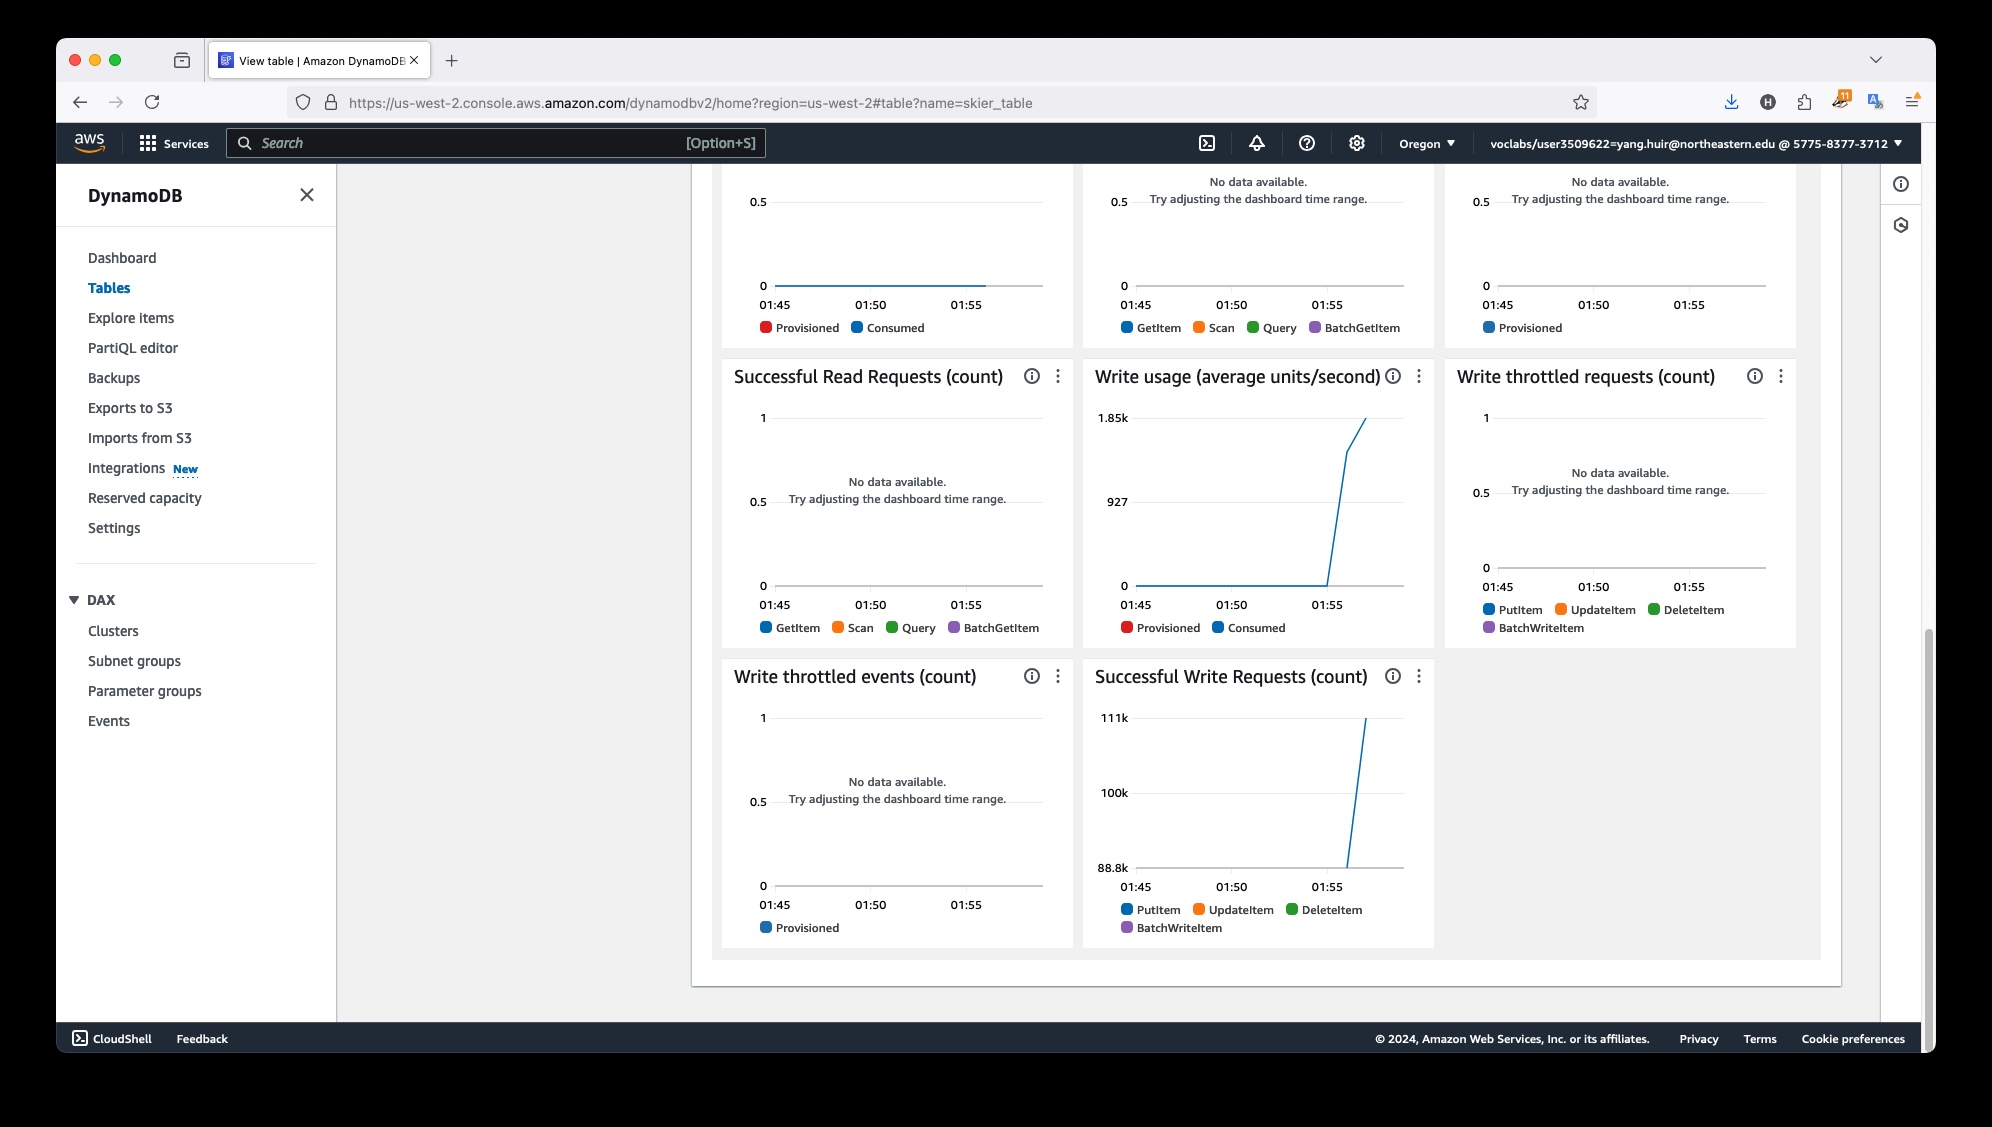 View table | Amazon DynamoDB
https://us-west-2.console.aws.amazon.com/dynamodbv2/home?region=us-west-2#table?name=skier_table
H
11
A
aws
Services
Search
[Option+S]
Oregon
voclabs/user3509622=yang.huir@northeastern.edu @ 5775-8377-3712
DynamoDB
Dashboard
Tables
Explore items
PartiQL editor
Backups
Exports to S3
Imports from S3
Integrations New
Reserved capacity
Settings
DAX
Clusters
Subnet groups
Parameter groups
Events
0.5
0
01:45 01:50 01:55
Provisioned Consumed
No data available.
0.5 Try adjusting the dashboard time range.
0
01:45 01:50 01:55
GetItem Scan Query BatchGetItem
No data available.
0.5 Try adjusting the dashboard time range.
0
01:45 01:50 01:55
Provisioned
Successful Read Requests (count)
1
No data available.
0.5 Try adjusting the dashboard time range.
0
01:45 01:50 01:55
GetItem Scan Query BatchGetItem
Write usage (average units/second)
1.85k
927
0
01:45 01:50 01:55
Provisioned Consumed
Write throttled requests (count)
1
No data available.
0.5 Try adjusting the dashboard time range.
0
01:45 01:50 01:55
PutItem UpdateItem DeleteItem
BatchWriteItem
Write throttled events (count)
1
No data available.
0.5 Try adjusting the dashboard time range.
0
01:45 01:50 01:55
Provisioned
Successful Write Requests (count)
111k
100k
88.8k
01:45 01:50 01:55
PutItem UpdateItem DeleteItem
BatchWriteItem
CloudShell Feedback
© 2024, Amazon Web Services, Inc. or its affiliates. Privacy Terms Cookie preferences